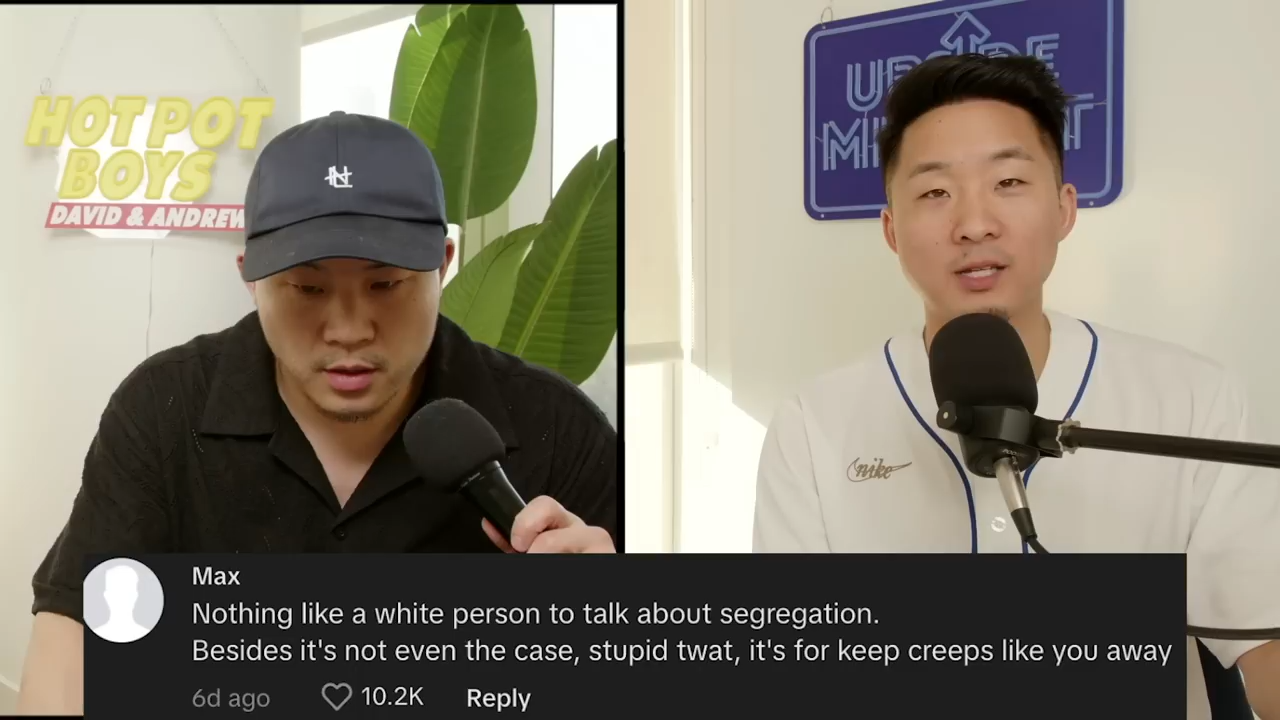 HOT POT
BOYS
DAVID & ANDREW
nike
Max
Nothing like a white person to talk about segregation.
Besides it's not even the case, stupid twat, it's for keep creeps like you away
6d ago
10.2K
Reply